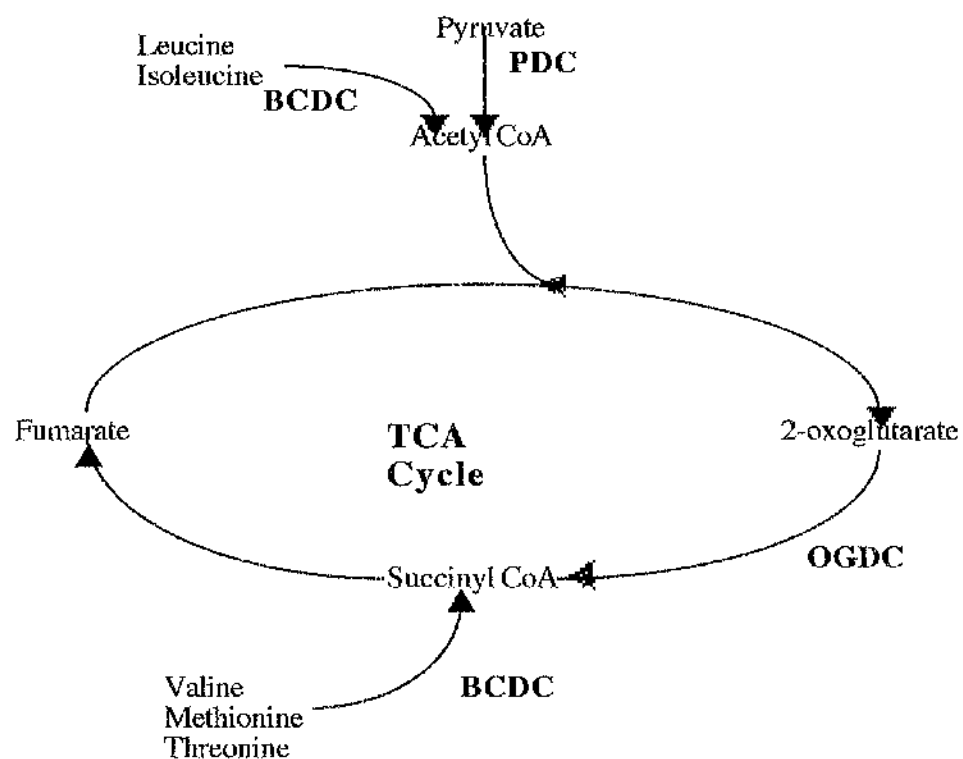 Pyruvate
PDC
Leucine
Isoleucine
BCDC
Acetyl CoA
Fumarate
TCA
Cycle
2-oxoglutarate
OGDC
Succinyl CoA
BCDC
Valine
Methionine
Threonine